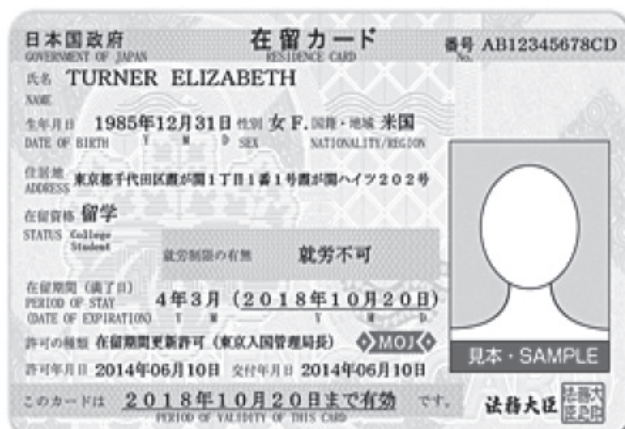 日本国政府 在留カード 番号 AB12345678CD
GOVERNMENT OF JAPAN RESIDENCE CARD No.
氏名 TURNER ELIZABETH
NAME
生年月日 1985年12月31日 性別 女 F. 国籍・地域 米国
DATE OF BIRTH Y M D SEX NATIONALITY/REGION
住居地 東京都千代田区霞が関1丁目1番1号霞が関ハイツ202号
ADDRESS
在留資格 留学
STATUS College
Student
就労制限の有無 就労不可
在留期間(満了日)
PERIOD OF STAY 4年3月(2018年10月20日)
(DATE OF EXPIRATION) Y M Y M D
許可の種類 在留期間更新許可(東京入国管理局長) MOJ
見本・SAMPLE
許可年月日 2014年06月10日 交付年月日 2014年06月10日
このカードは 2018年10月20日まで有効 です。
PERIOD OF VALIDITY OF THIS CARD
法務大臣